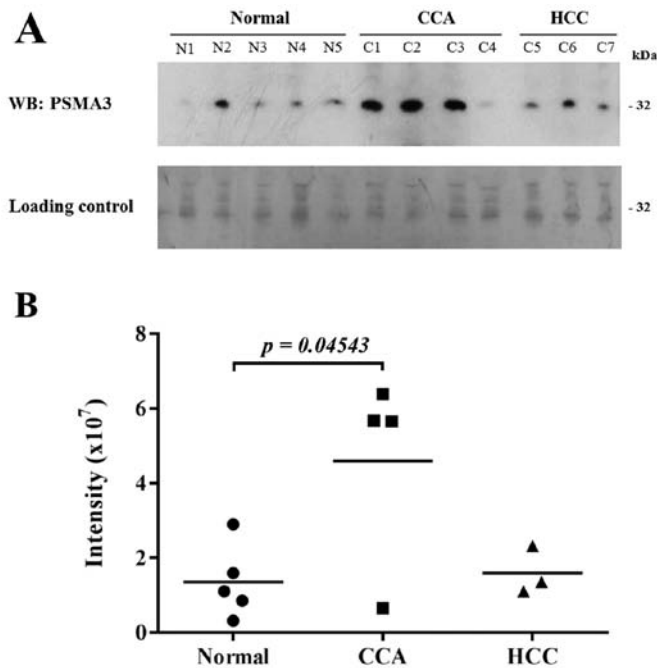 A
Normal CCA HCC
N1 N2 N3 N4 N5 C1 C2 C3 C4 C5 C6 C7 kDa
WB: PSMA3 - 32
Loading control - 32
B
p = 0.04543
8
6
4
2
0
Intensity (x10⁷)
Normal CCA HCC